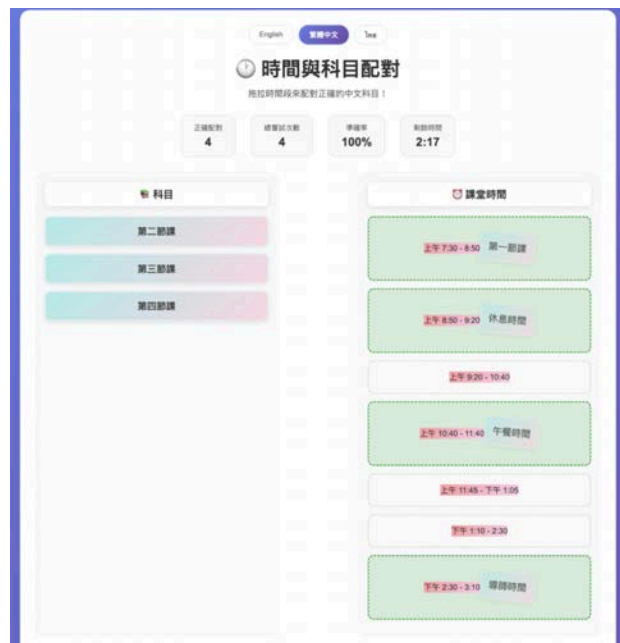 English 繁體中文 ไทย
時間與科目配對
拖拉時間段來配對正確的中文科目！
正確配對 總嘗試次數 準確率 剩餘時間
4 4 100% 2:17
科目
第二節課
第三節課
第四節課
課堂時間
上午 7:30 - 8:50 第一節課
上午 8:50 - 9:20 休息時間
上午 9:20 - 10:40
上午 10:40 - 11:40 午餐時間
上午 11:45 - 下午 1:05
下午 1:10 - 2:30
下午 2:30 - 3:10 導師時間